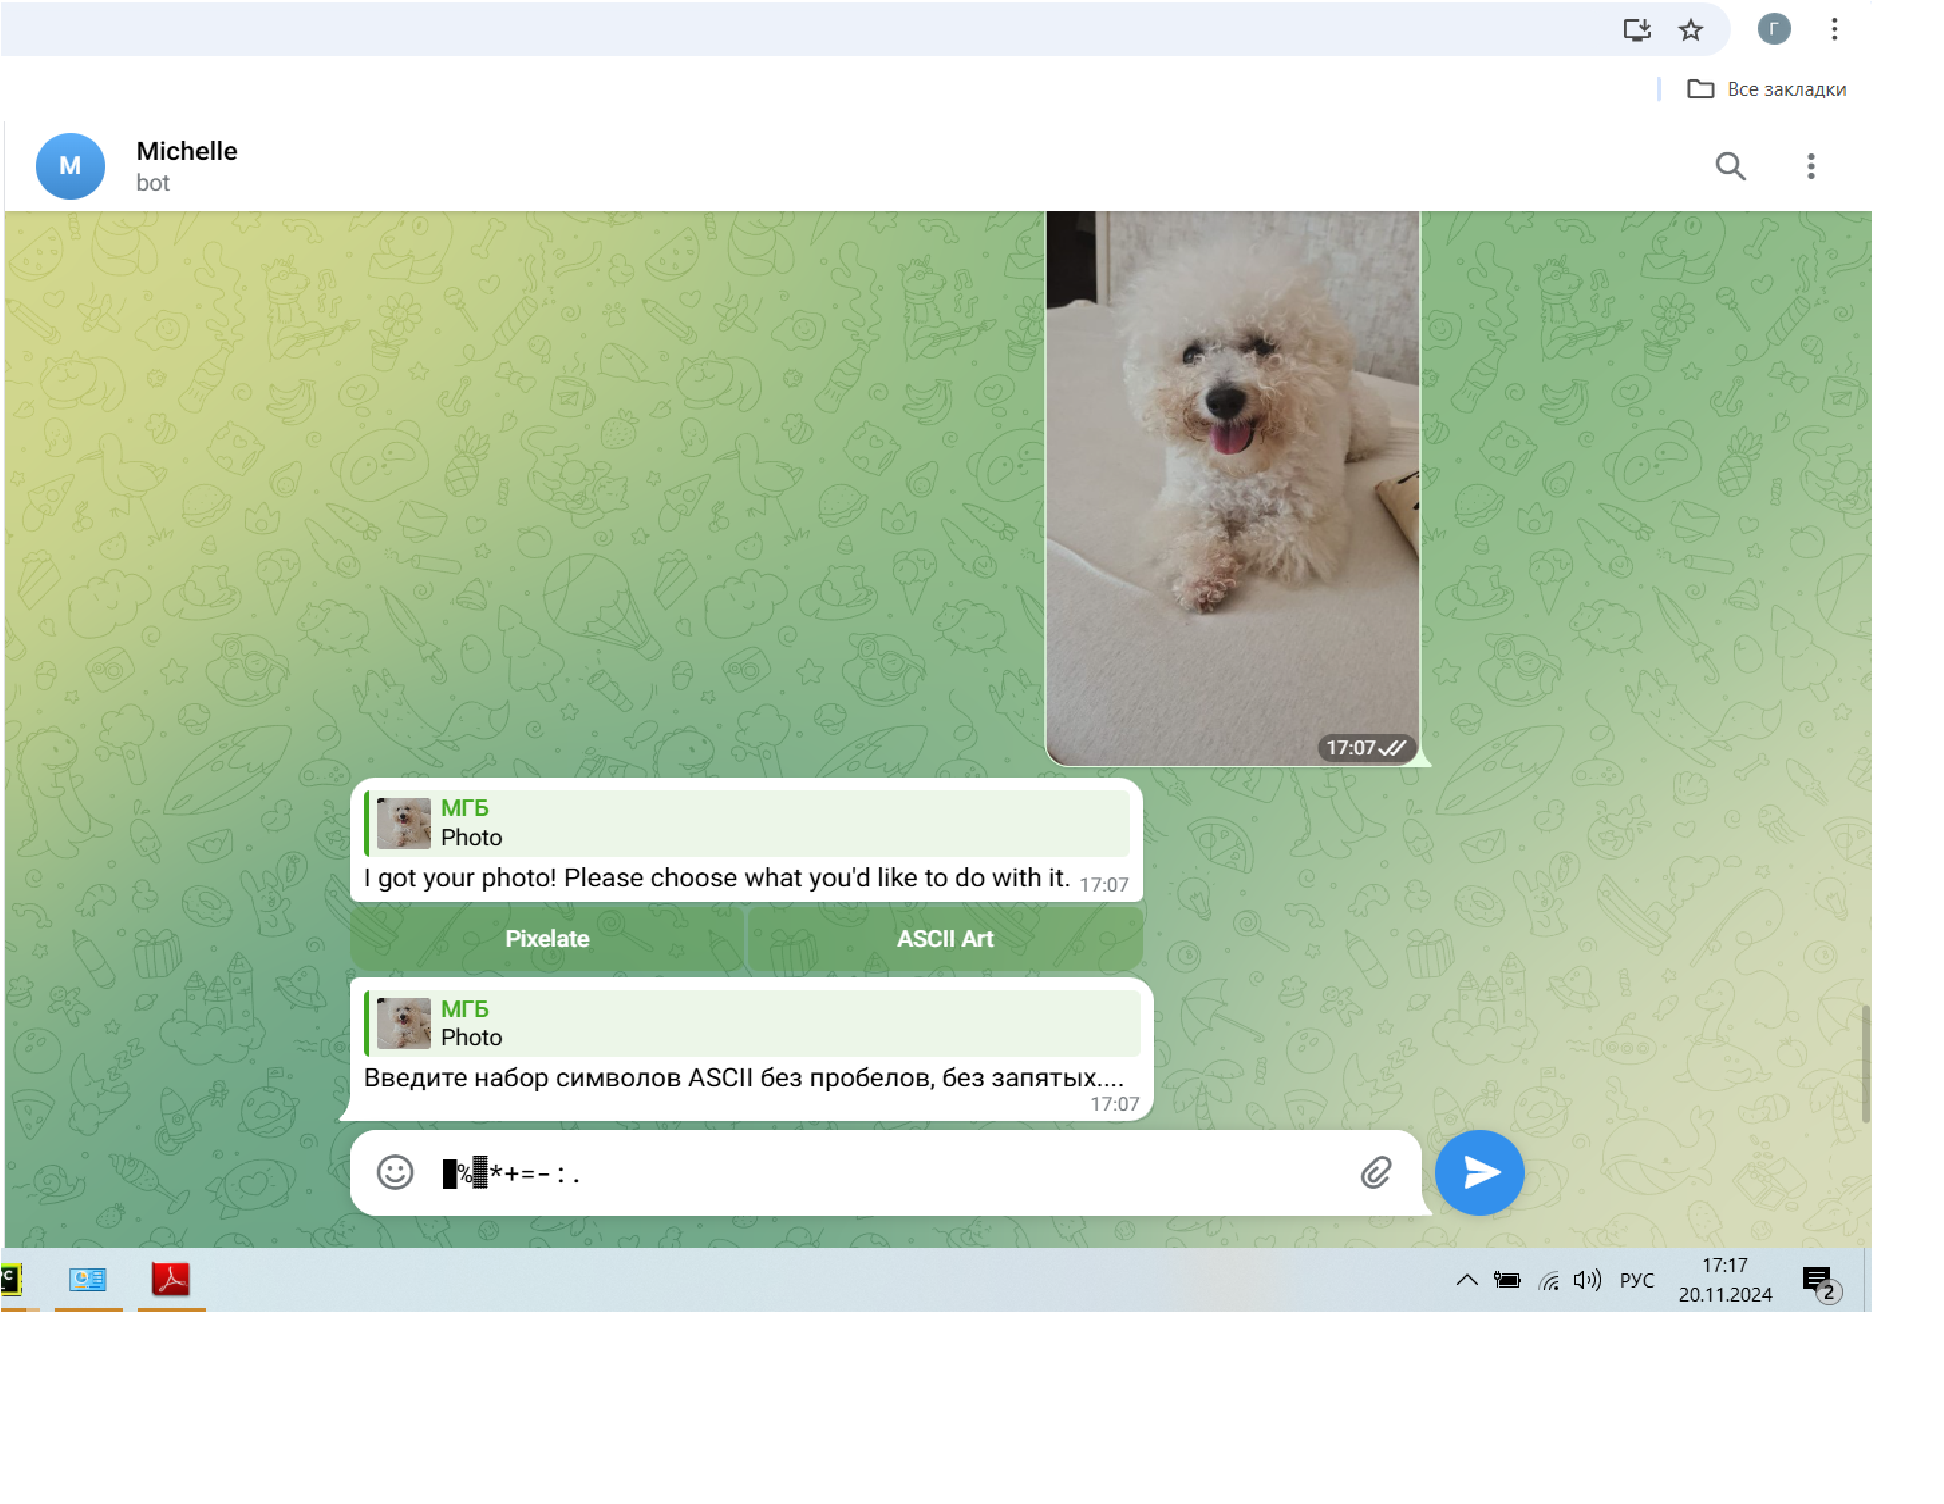 Г
Все закладки
M
Michelle
bot
17:07
МГБ
Photo
I got your photo! Please choose what you'd like to do with it. 17:07
Pixelate ASCII Art
МГБ
Photo
Введите набор символов ASCII без пробелов, без запятых....
17:07
█%▓*+=-:.
РУС
17:17
20.11.2024
2